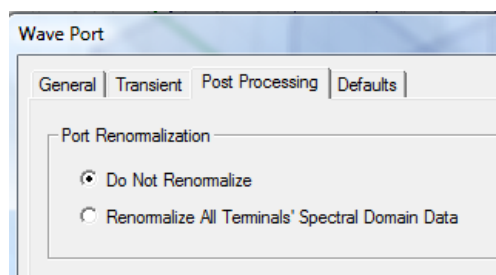 Wave Port
General Transient Post Processing Defaults
Port Renormalization
Do Not Renormalize
Renormalize All Terminals' Spectral Domain Data